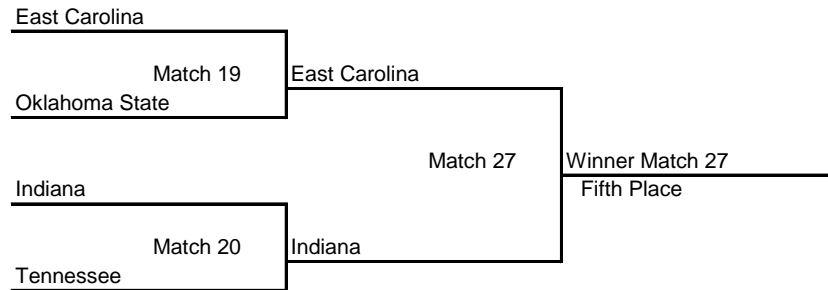 East Carolina
Match 19 East Carolina
Oklahoma State
Match 27 Winner Match 27
Indiana Fifth Place
Match 20 Indiana
Tennessee